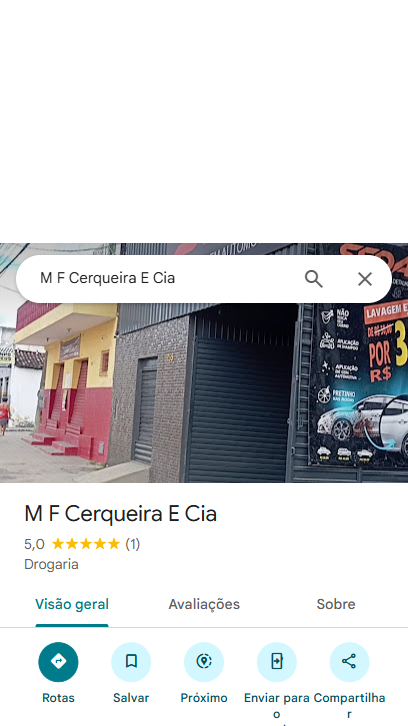 M F Cerqueira E Cia
LAVAGEM E
POR
R$
NÃO
APLICAÇÃO
APLICAÇÃO
PRETINHO
M F Cerqueira E Cia
5,0 (1)
Drogaria
Visão geral Avaliações Sobre
Rotas Salvar Próximo Enviar para o Compartilhar